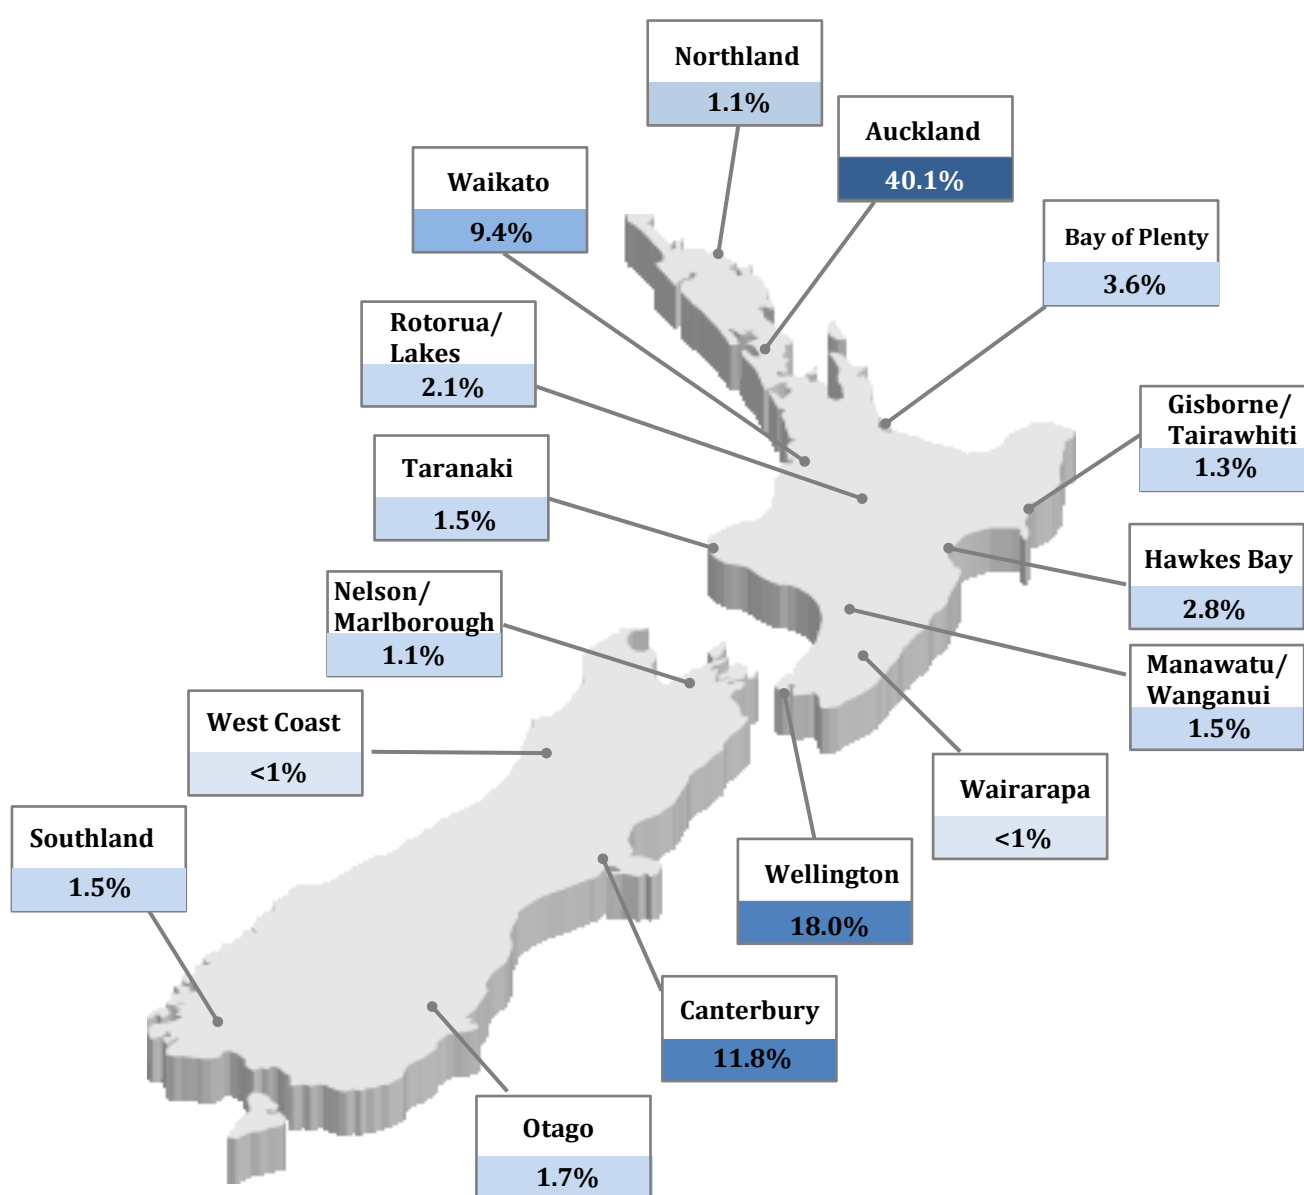 Northland
1.1%
Auckland
40.1%
Waikato
9.4%
Bay of Plenty
3.6%
Rotorua/
Lakes
2.1%
Gisborne/
Tairawhiti
1.3%
Taranaki
1.5%
Hawkes Bay
2.8%
Nelson/
Marlborough
1.1%
Manawatu/
Wanganui
1.5%
West Coast
<1%
Wairarapa
<1%
Southland
1.5%
Wellington
18.0%
Canterbury
11.8%
Otago
1.7%